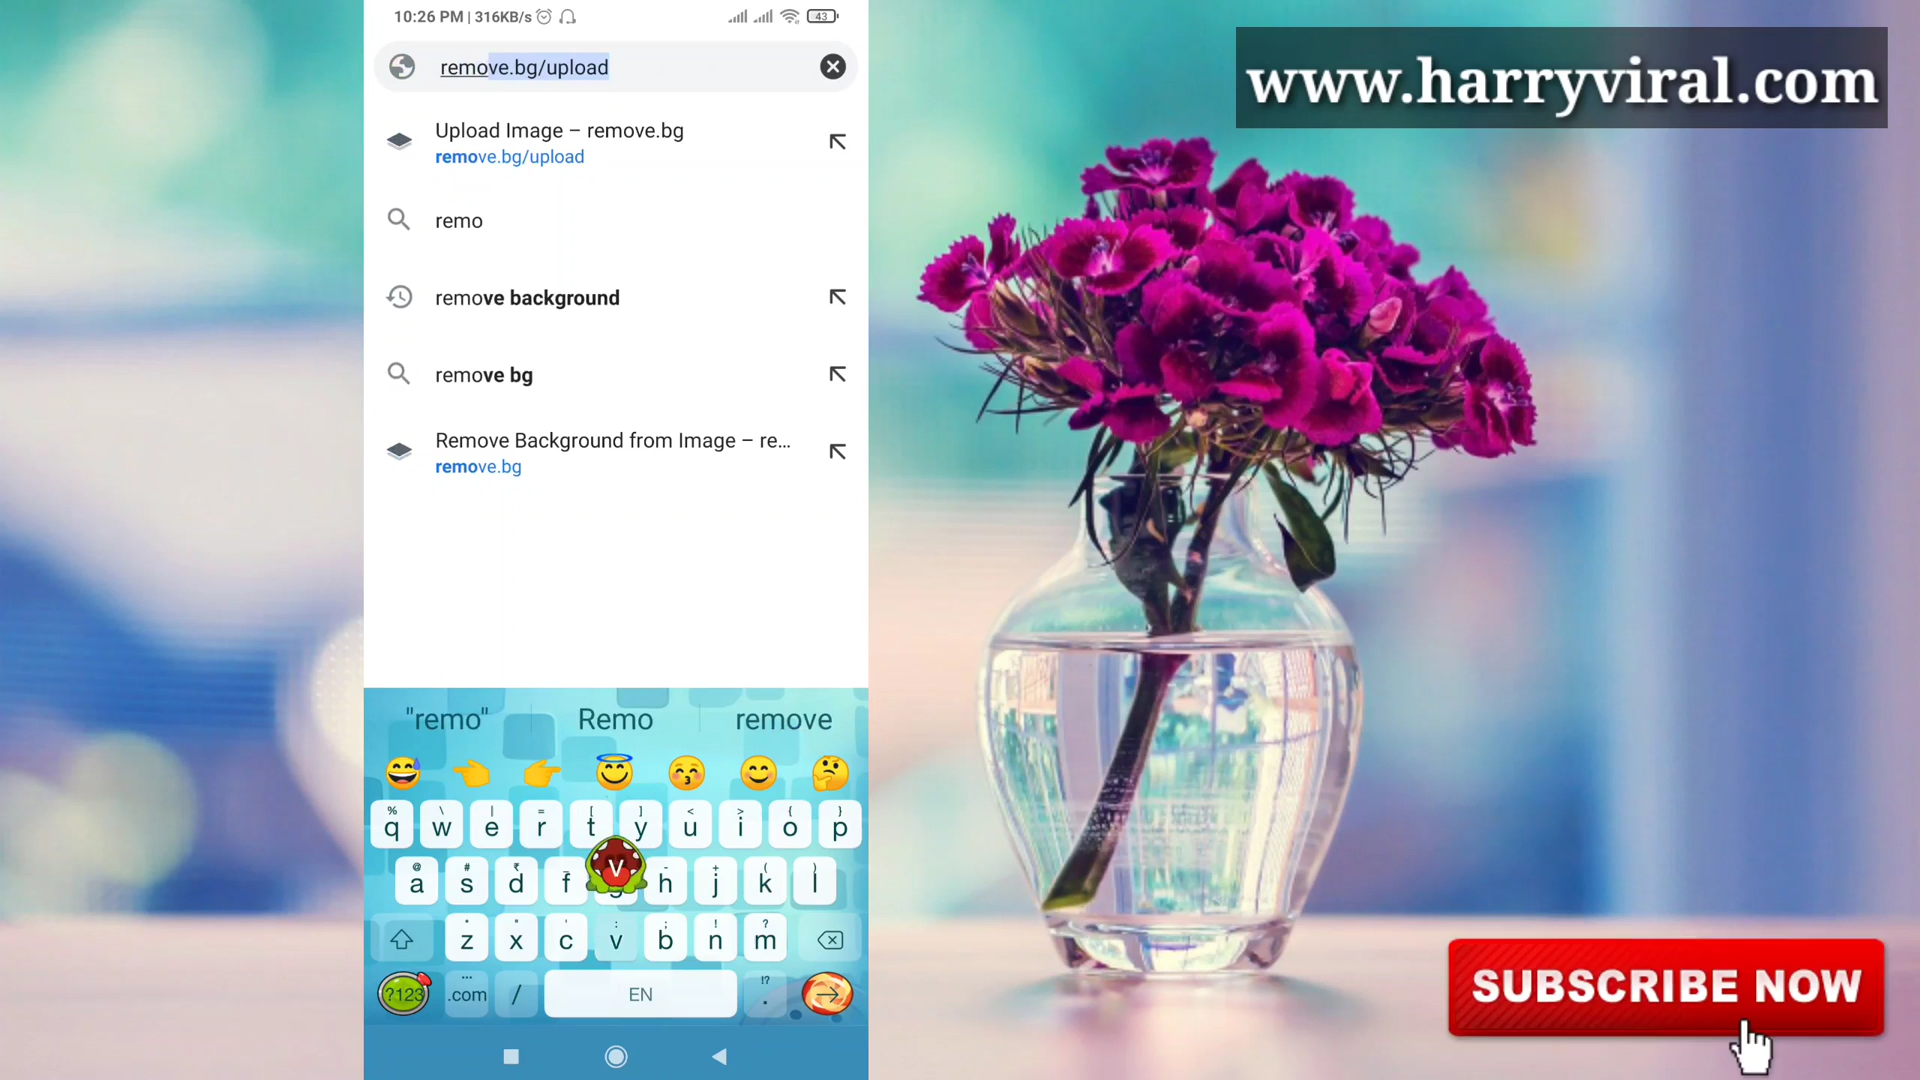 10:26 PM | 316KB/s
43
remove.bg/upload
www.harryviral.com
Upload Image – remove.bg
remove.bg/upload
remo
remove background
remove bg
Remove Background from Image – re...
remove.bg
"remo" Remo remove
% \ | = [ ] < > { }
q w e r t y u i o p
@ # ₹ - + ( )
a s d f V h j k l
: ; ! ?
z x c v b n m
?123 .com / EN . !?
SUBSCRIBE NOW